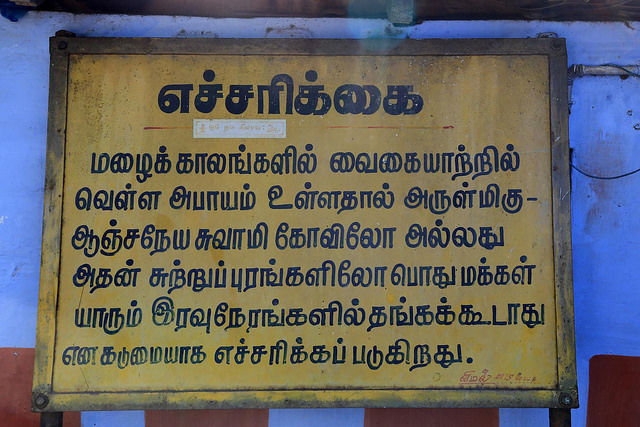 எச்சரிக்கை
மழைக் காலங்களில் வைகையாற்றில்
வெள்ள அபாயம் உள்ளதால் அருள்மிகு-
ஆஞ்சநேய சுவாமி கோவிலோ அல்லது
அதன் சுற்றுப்புரங்களிலோ பொது மக்கள்
யாரும் இரவு நேரங்களில் தங்கக்கூடாது
என கடுமையாக எச்சரிக்கப் படுகிறது.